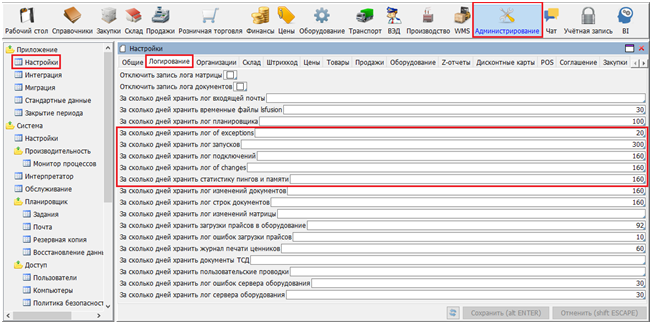 Рабочий стол Справочники Закупки Склад Продажи Розничная торговля Финансы Цены Оборудование Транспорт ВЭД Производство WMS Администрирование Чат Учётная запись BI
Приложение
Настройки
Интеграция
Миграция
Стандартные данные
Закрытие периода
Система
Настройки
Производительность
Монитор процессов
Интерпретатор
Обслуживание
Планировщик
Задания
Почта
Резервная копия
Восстановление данны
Доступ
Пользователи
Компьютеры
Политика безопасност
Настройки
Общие Логирование Организации Склад Штрихкод Цены Товары Продажи Оборудование Z-отчеты Дисконтные карты POS Соглашение Закупки
Отключить запись лога матрицы
Отключить запись лога документов
За сколько дней хранить лог входящей почты
За сколько дней хранить временные файлы lsfusion 30
За сколько дней хранить лог планировщика 100
За сколько дней хранить лог of exceptions 20
За сколько дней хранить лог запусков 300
За сколько дней хранить лог подключений 160
За сколько дней хранить лог of changes 160
За сколько дней хранить статистику пингов и памяти 160
За сколько дней хранить лог изменений документов 160
За сколько дней хранить лог строк документов 160
За сколько дней хранить лог изменений матрицы
За сколько дней хранить загрузки прайсов в оборудование 92
За сколько дней хранить лог ошибок загрузки прайсов 10
За сколько дней хранить журнал печати ценников 60
За сколько дней хранить документы ТСД
За сколько дней хранить пользовательские проводки
За сколько дней хранить лог ошибок сервера оборудования 30
За сколько дней хранить лог сервера оборудования 30
Сохранить (alt ENTER) Отменить (shift ESCAPE)